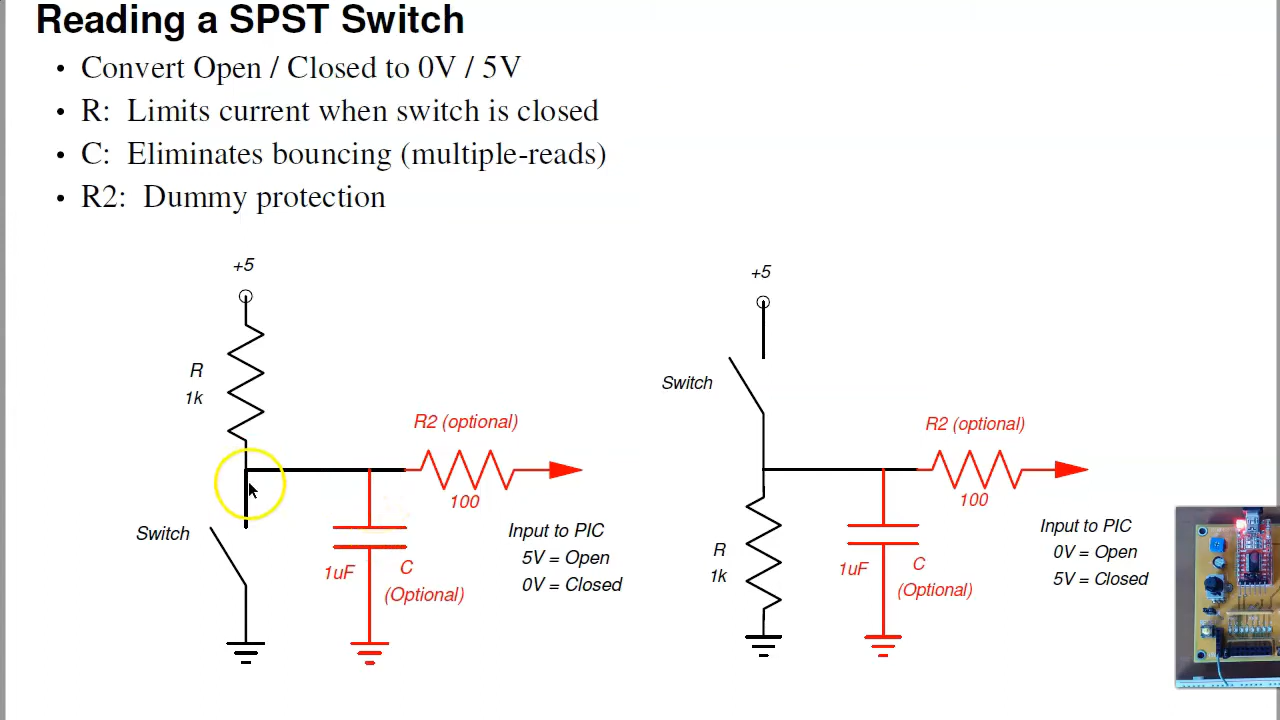 Reading a SPST Switch
• Convert Open / Closed to 0V / 5V
• R: Limits current when switch is closed
• C: Eliminates bouncing (multiple-reads)
• R2: Dummy protection
+5
R
1k
R2 (optional)
100
Switch
1uF
C
(Optional)
Input to PIC
5V = Open
0V = Closed
+5
Switch
R2 (optional)
100
R
1k
1uF
C
(Optional)
Input to PIC
0V = Open
5V = Closed